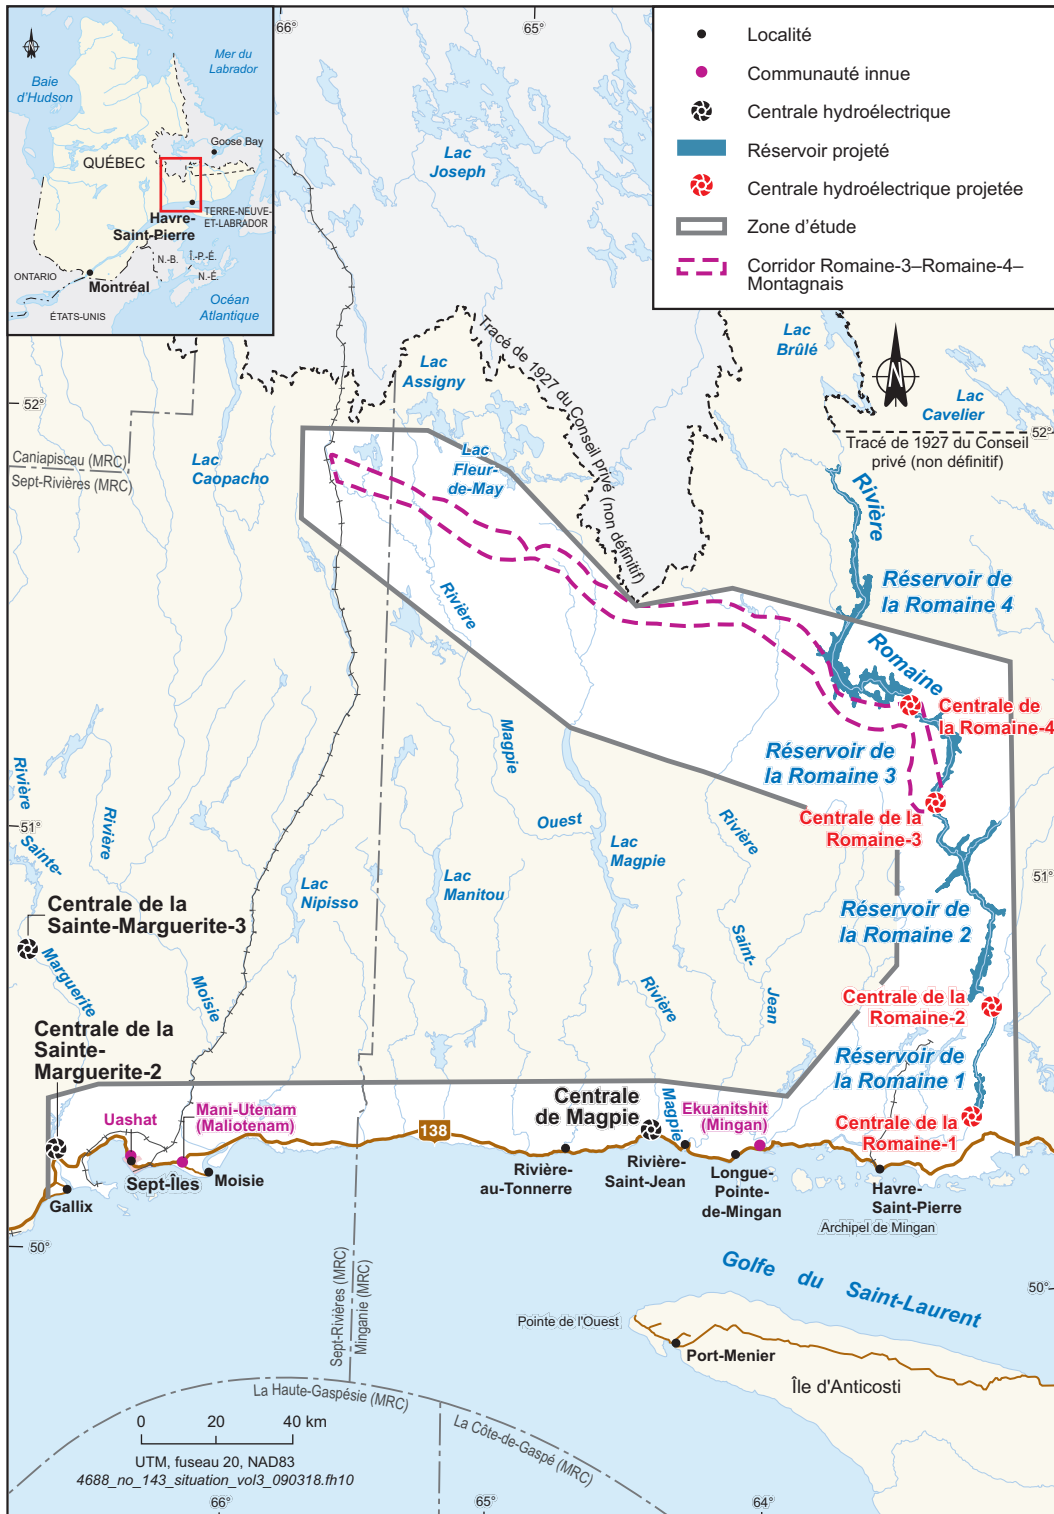 66°
65°
Baie
d'Hudson
Mer du
Labrador
QUÉBEC
Goose Bay
Havre-
Saint-Pierre
TERRE-NEUVE-
ET-LABRADOR
N.-B.
Î.-P.-É.
N.-É.
ONTARIO
Montréal
ÉTATS-UNIS
Océan
Atlantique
Localité
Communauté innue
Centrale hydroélectrique
Réservoir projeté
Centrale hydroélectrique projetée
Zone d'étude
Corridor Romaine-3–Romaine-4–
Montagnais
Lac
Joseph
Lac
Brûlé
N
Lac
Cavelier
Tracé de 1927 du Conseil privé (non définitif)
Lac
Assigny
52°
52°
Tracé de 1927 du Conseil
privé (non définitif)
Caniapiscau (MRC)
Sept-Rivières (MRC)
Lac
Caopacho
Lac
Fleur-
de-May
Rivière
Réservoir de
la Romaine 4
Romaine
Centrale de
la Romaine-4
Rivière
Magpie
Ouest
Réservoir de
la Romaine 3
Centrale de la
Romaine-3
Rivière
Sainte-
Marguerite
Rivière
Moisie
51°
51°
Lac
Magpie
Lac
Manitou
Lac
Nipisso
Rivière
Saint-
Jean
Centrale de la
Sainte-Marguerite-3
Réservoir de
la Romaine 2
Rivière
Magpie
Centrale de la
Romaine-2
Centrale de la
Sainte-
Marguerite-2
Réservoir de
la Romaine 1
Centrale
de Magpie
Uashat
Mani-Utenam
(Maliotenam)
Ekuanitshit
(Mingan)
Centrale de la
Romaine-1
138
Sept-Îles
Moisie
Gallix
Rivière-
au-Tonnerre
Rivière-
Saint-Jean
Longue-
Pointe-
de-Mingan
Havre-
Saint-Pierre
Archipel de Mingan
50°
50°
Golfe du Saint-Laurent
Sept-Rivières (MRC)
Minganie (MRC)
Pointe de l'Ouest
Port-Menier
Île d'Anticosti
La Haute-Gaspésie (MRC)
La Côte-de-Gaspé (MRC)
0 20 40 km
UTM, fuseau 20, NAD83
4688_no_143_situation_vol3_090318.fh10
66°
65°
64°